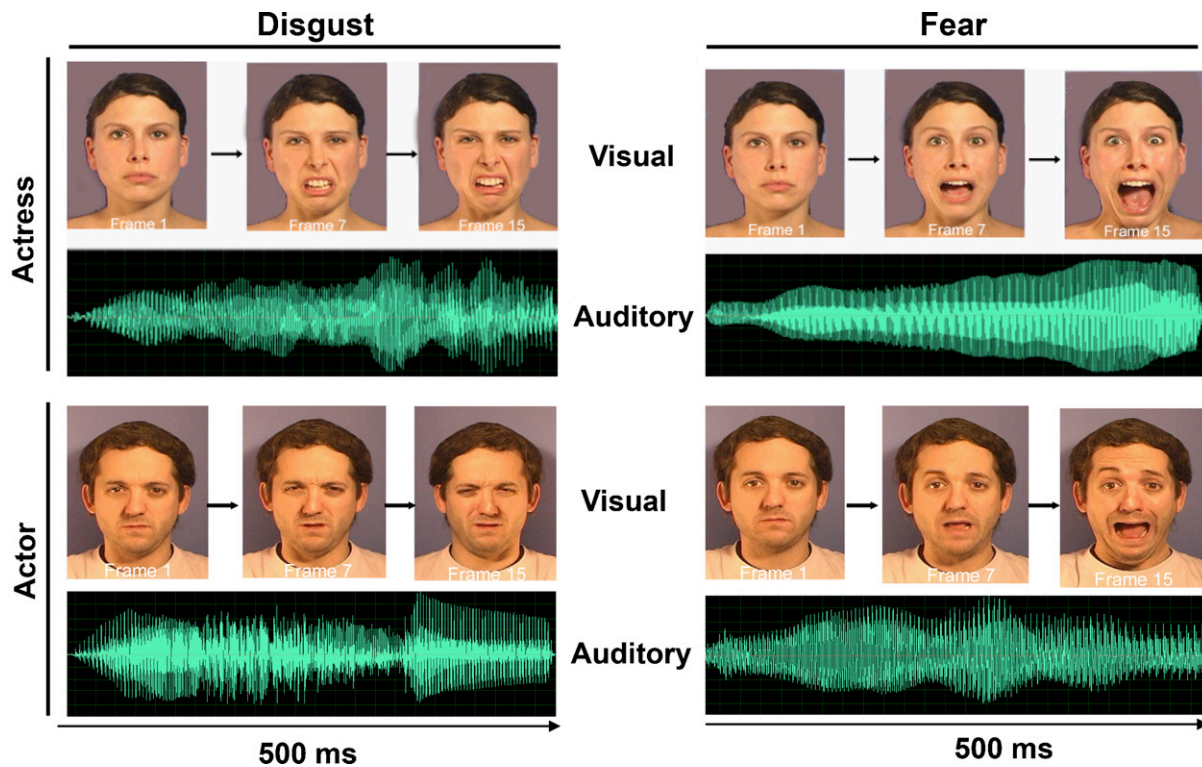 Disgust
Fear
Actress
Visual
Frame 1
Frame 7
Frame 15
Frame 1
Frame 7
Frame 15
Auditory
Actor
Visual
Frame 1
Frame 7
Frame 15
Frame 1
Frame 7
Frame 15
Auditory
500 ms
500 ms